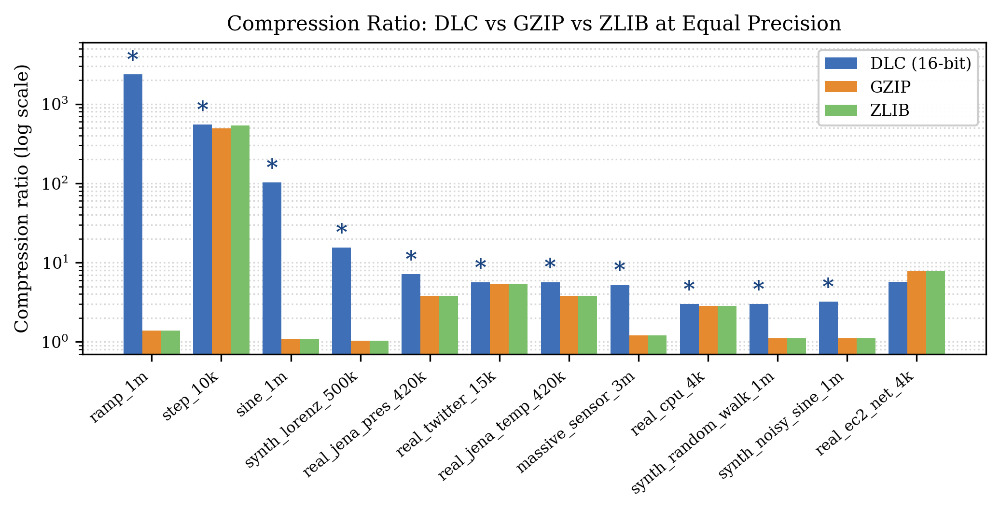 Compression Ratio: DLC vs GZIP vs ZLIB at Equal Precision
Compression ratio (log scale)
10³
10²
10¹
10⁰
DLC (16-bit)
GZIP
ZLIB
*
*
*
*
*
*
*
*
*
*
*
ramp_1m
step_10k
sine_1m
synth_lorenz_500k
real_jena_pres_420k
real_twitter_15k
real_jena_temp_420k
massive_sensor_3m
real_cpu_4k
synth_random_walk_1m
synth_noisy_sine_1m
real_ec2_net_4k